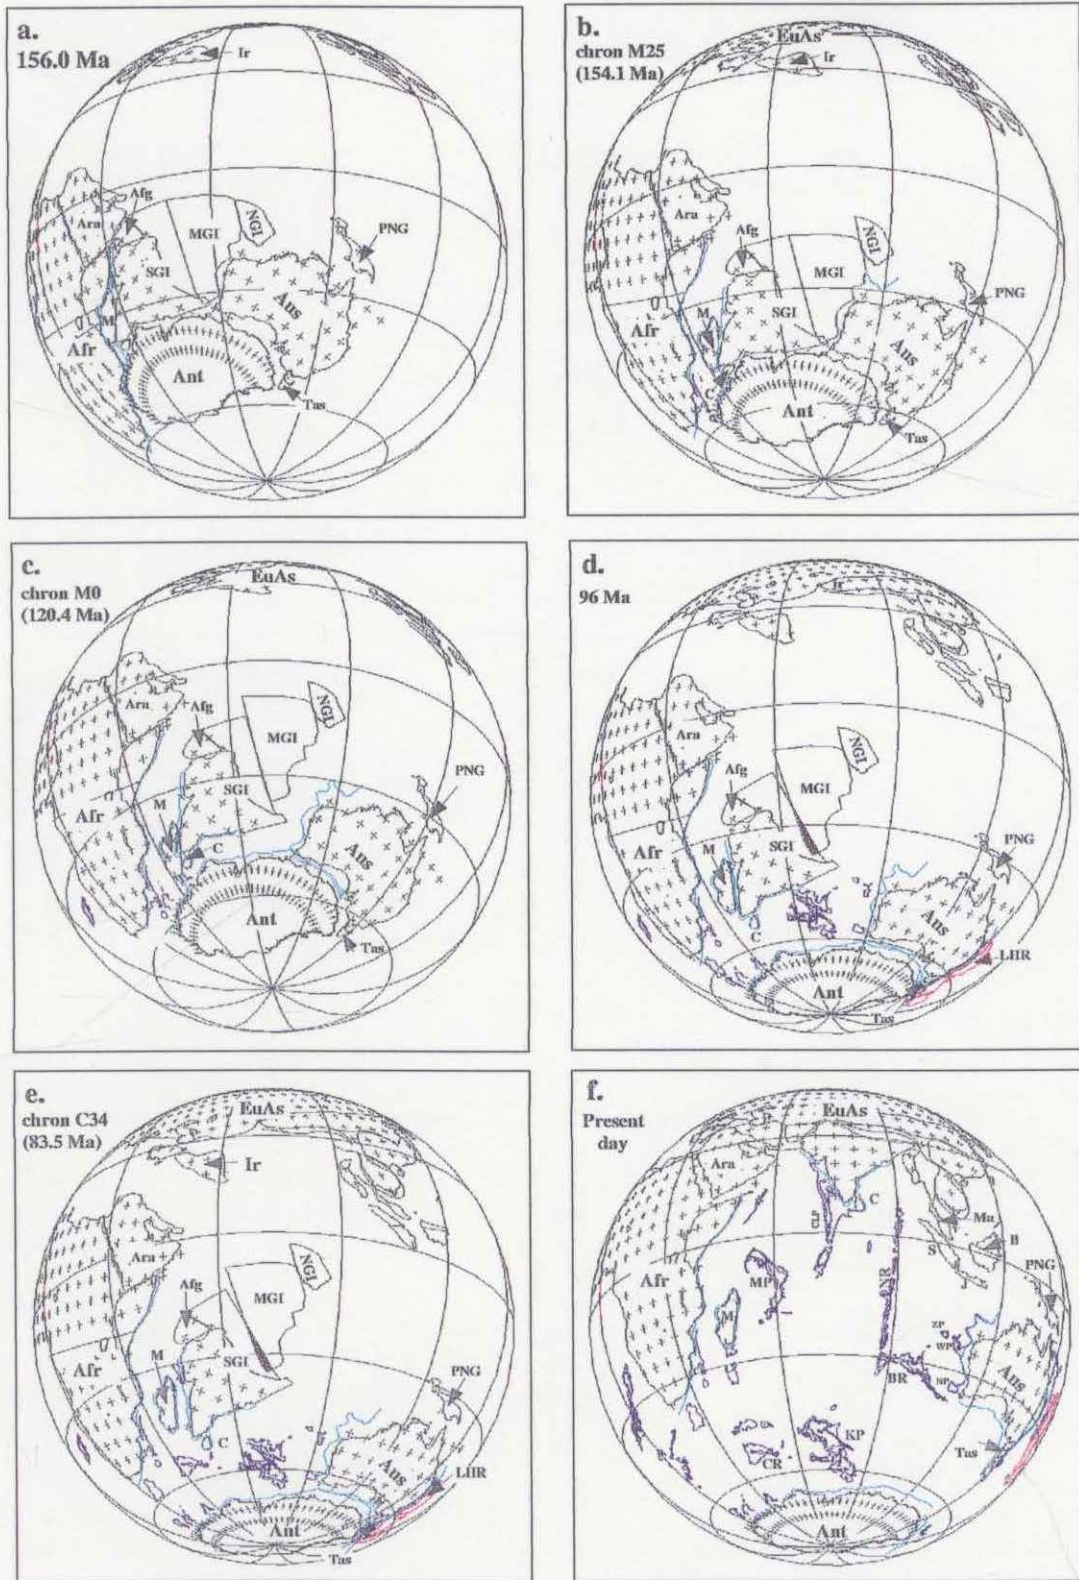 a.
156.0 Ma
Ir
Afg
Ara
NGI
MGI
PNG
SGI
Aus
M
Afr
Ant
Tas
b.
chron M25
(154.1 Ma)
EuAs
Ir
Ara
Afg
NGI
MGI
PNG
M
SGI
Afr
Aus
C
Ant
Tas
c.
chron M0
(120.4 Ma)
EuAs
Ara
Afg
NGI
MGI
PNG
M
SGI
Afr
C
Aus
Ant
Tas
d.
96 Ma
Ir
Ara
NGI
Afg
MGI
PNG
M
SGI
Afr
Aus
C
LHR
Ant
Tas
e.
chron C34
(83.5 Ma)
EuAs
Ir
Ara
NGI
Afg
MGI
M
SGI
PNG
Afr
C
Aus
LHR
Ant
Tas
f.
Present
day
EuAs
Ara
C
CLP
Ma
S
B
PNG
Afr
MP
NR
M
ZP
WP
BR
NP
Aus
KP
CR
Tas
Ant